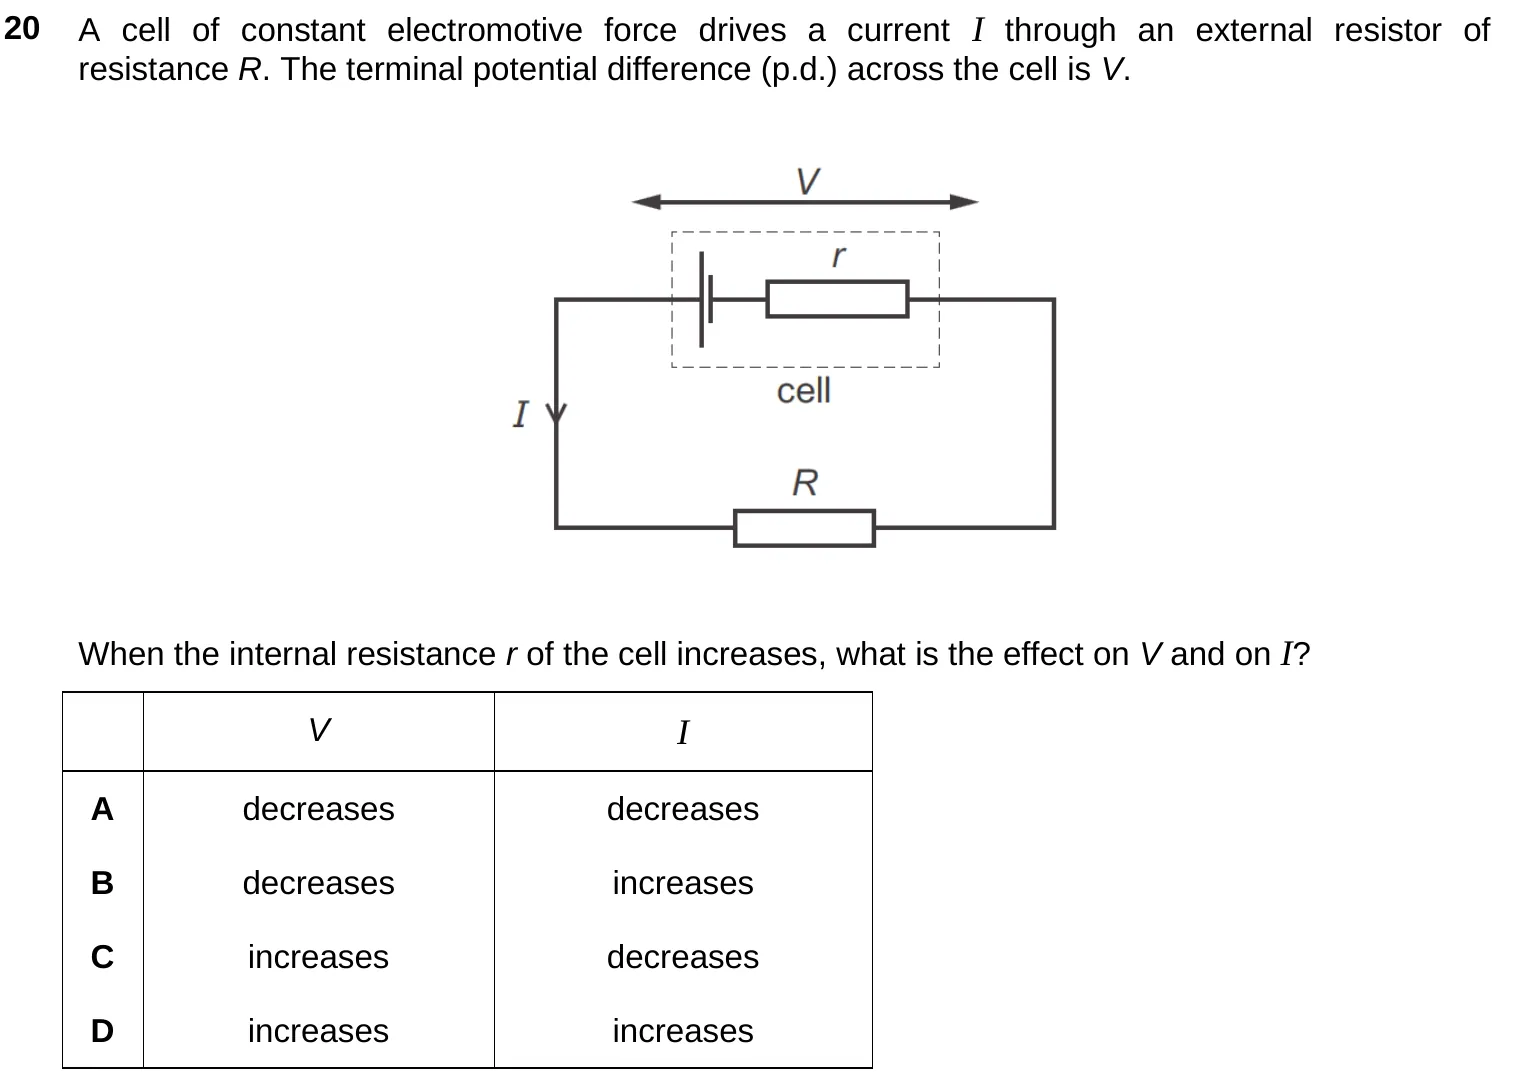 20 A cell of constant electromotive force drives a current I through an external resistor of
resistance R. The terminal potential difference (p.d.) across the cell is V.
V
r
cell
I
R
When the internal resistance r of the cell increases, what is the effect on V and on I?
V I
A decreases decreases
B decreases increases
C increases decreases
D increases increases